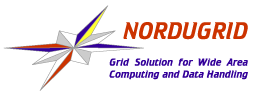 NORDUGRID
Grid Solution for Wide Area
Computing and Data Handling